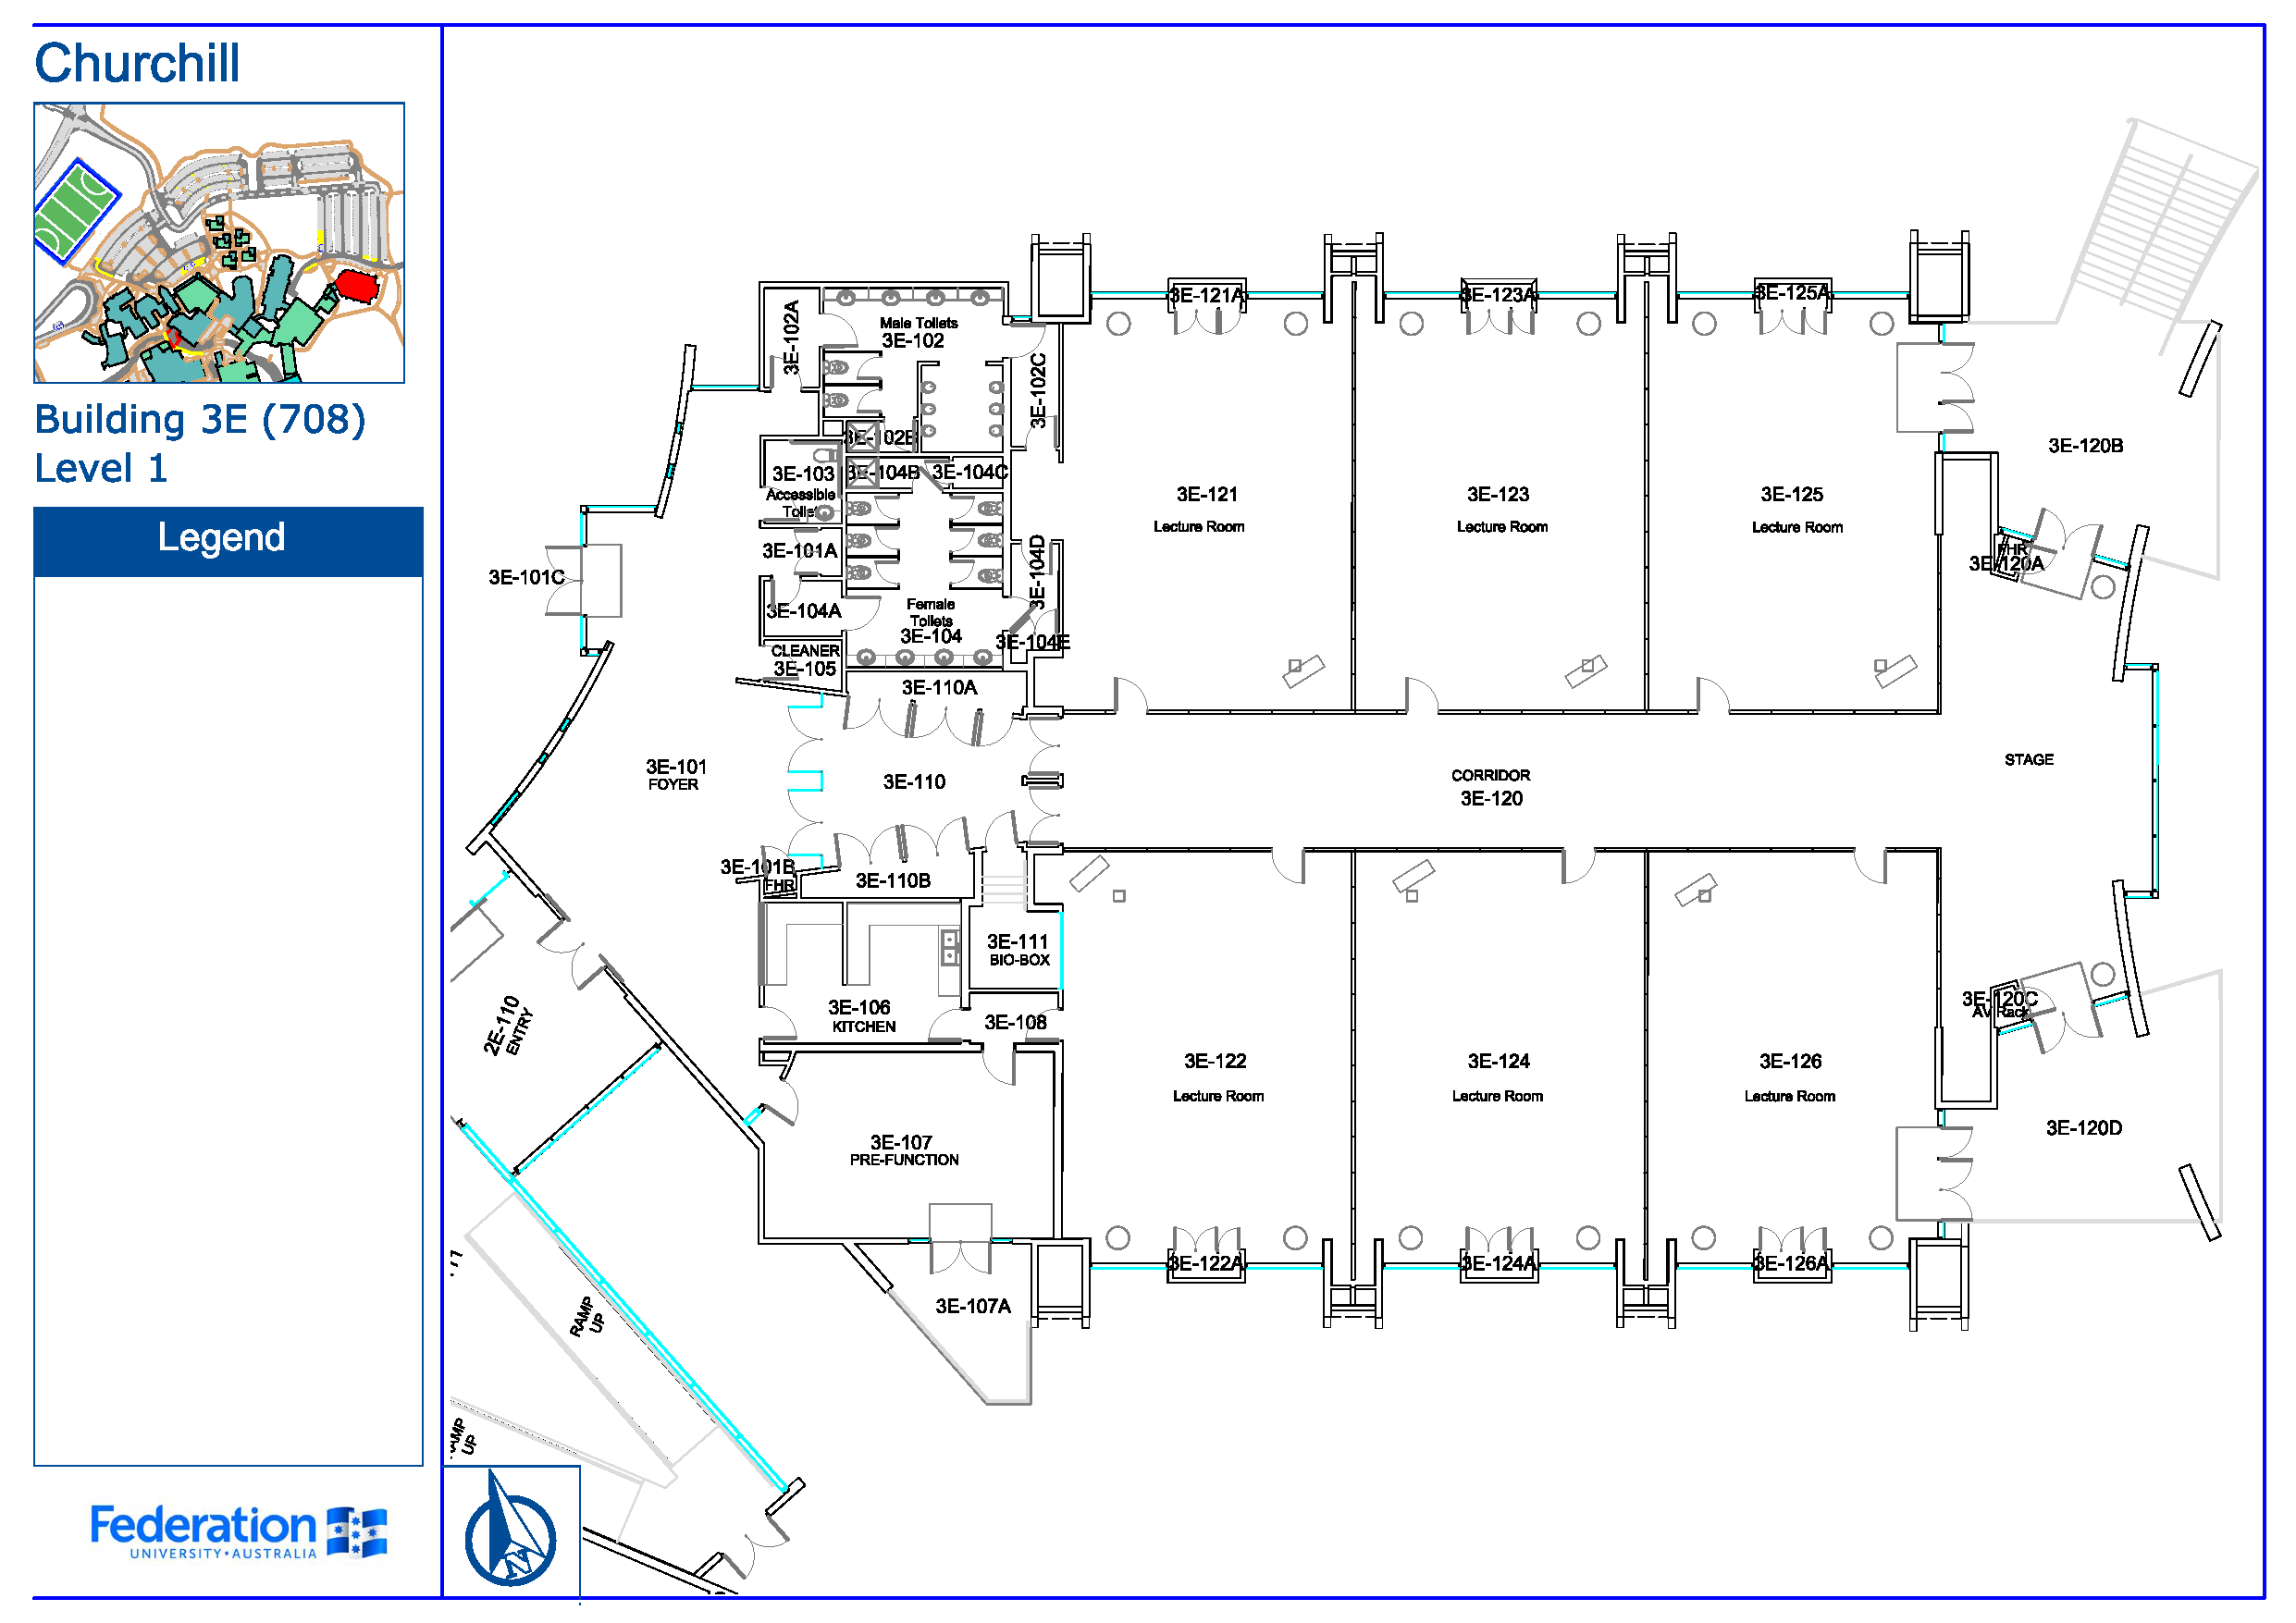 Churchill
Building 3E (708)
Level 1
Legend
Federation
UNIVERSITY•AUSTRALIA
N
3E-121A
3E-123A
3E-125A
3E-102A
Male Toilets
3E-102
3E-102C
3E-102B
3E-103
Accessible
Toilet
3E-104B
3E-104C
3E-101A
3E-104D
3E-101C
3E-104A
Female
Toilets
3E-104
3E-104E
CLEANER
3E-105
3E-110A
3E-121
Lecture Room
3E-123
Lecture Room
3E-125
Lecture Room
3E-120B
FHR
3E-120A
3E-101
FOYER
3E-110
CORRIDOR
3E-120
STAGE
3E-101B
FHR
3E-110B
3E-111
BIO-BOX
3E-106
KITCHEN
3E-108
2E-110
ENTRY
3E-120C
AV Rack
3E-122
Lecture Room
3E-124
Lecture Room
3E-126
Lecture Room
3E-107
PRE-FUNCTION
3E-120D
3E-122A
3E-124A
3E-126A
3E-107A
RAMP
UP
UP